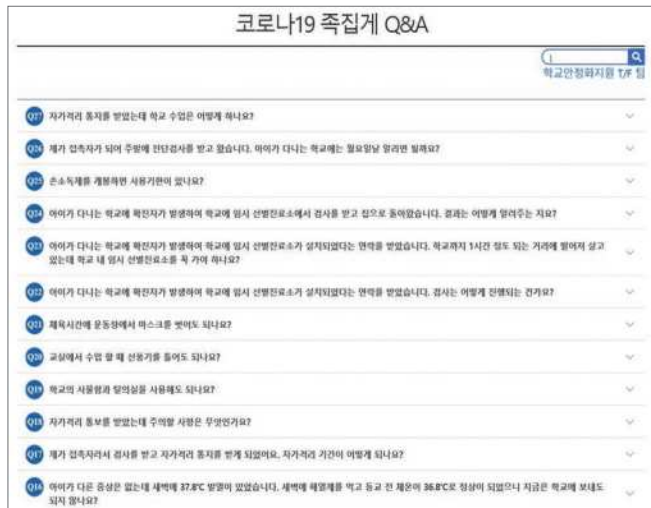 코로나19 족집게 Q&A
학교안정화지원 T/F 팀
Q27 자가격리 통지를 받았는데 학교 수업은 어떻게 하나요?
Q26 제가 접촉자가 되어 주말에 진단검사를 받고 왔습니다. 아이가 다니는 학교에는 월요일날 알리면 될까요?
Q25 손소독제를 개봉하면 사용기한이 있나요?
Q24 아이가 다니는 학교에 확진자가 발생하여 학교에 임시 선별진료소에서 검사를 받고 집으로 돌아왔습니다. 결과는 어떻게 알려주는 지요?
Q23 아이가 다니는 학교에 확진자가 발생하여 학교에 임시 선별진료소가 설치되었다는 연락을 받았습니다. 학교까지 1시간 정도 되는 거리에 떨어져 살고
있는데 학교 내 임시 선별진료소를 꼭 가야 하나요?
Q22 아이가 다니는 학교에 확진자가 발생하여 학교에 임시 선별진료소가 설치되었다는 연락을 받았습니다. 검사는 어떻게 진행되는 건가요?
Q21 체육시간에 운동장에서 마스크를 벗어도 되나요?
Q20 교실에서 수업 할 때 선풍기를 틀어도 되나요?
Q19 학교의 사물함과 탈의실을 사용해도 되나요?
Q18 자가격리 통보를 받았는데 주의할 사항은 무엇인가요?
Q17 제가 접촉자라서 검사를 받고 자가격리 통지를 받게 되었어요. 자가격리 기간이 어떻게 되나요?
Q16 아이가 다른 증상은 없는데 새벽에 37.8℃ 발열이 있었습니다. 새벽에 해열제를 먹고 등교 전 체온이 36.8℃로 정상이 되었으니 지금은 학교에 보내도
되지 않나요?